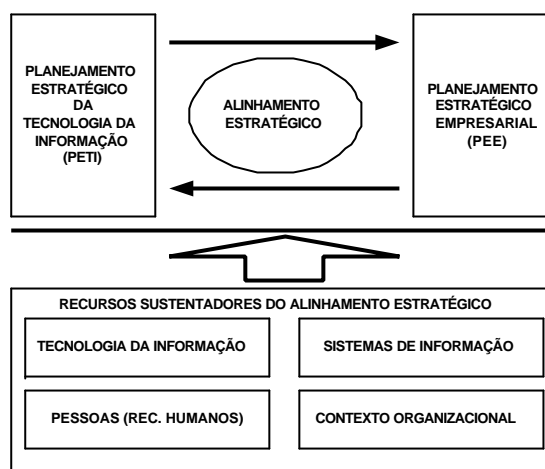 PLANEJAMENTO
ESTRATÉGICO
DA
TECNOLOGIA DA
INFORMAÇÃO
(PETI)
ALINHAMENTO
ESTRATÉGICO
PLANEJAMENTO
ESTRATÉGICO
EMPRESARIAL
(PEE)
RECURSOS SUSTENTADORES DO ALINHAMENTO ESTRATÉGICO
TECNOLOGIA DA INFORMAÇÃO
SISTEMAS DE INFORMAÇÃO
PESSOAS (REC. HUMANOS)
CONTEXTO ORGANIZACIONAL